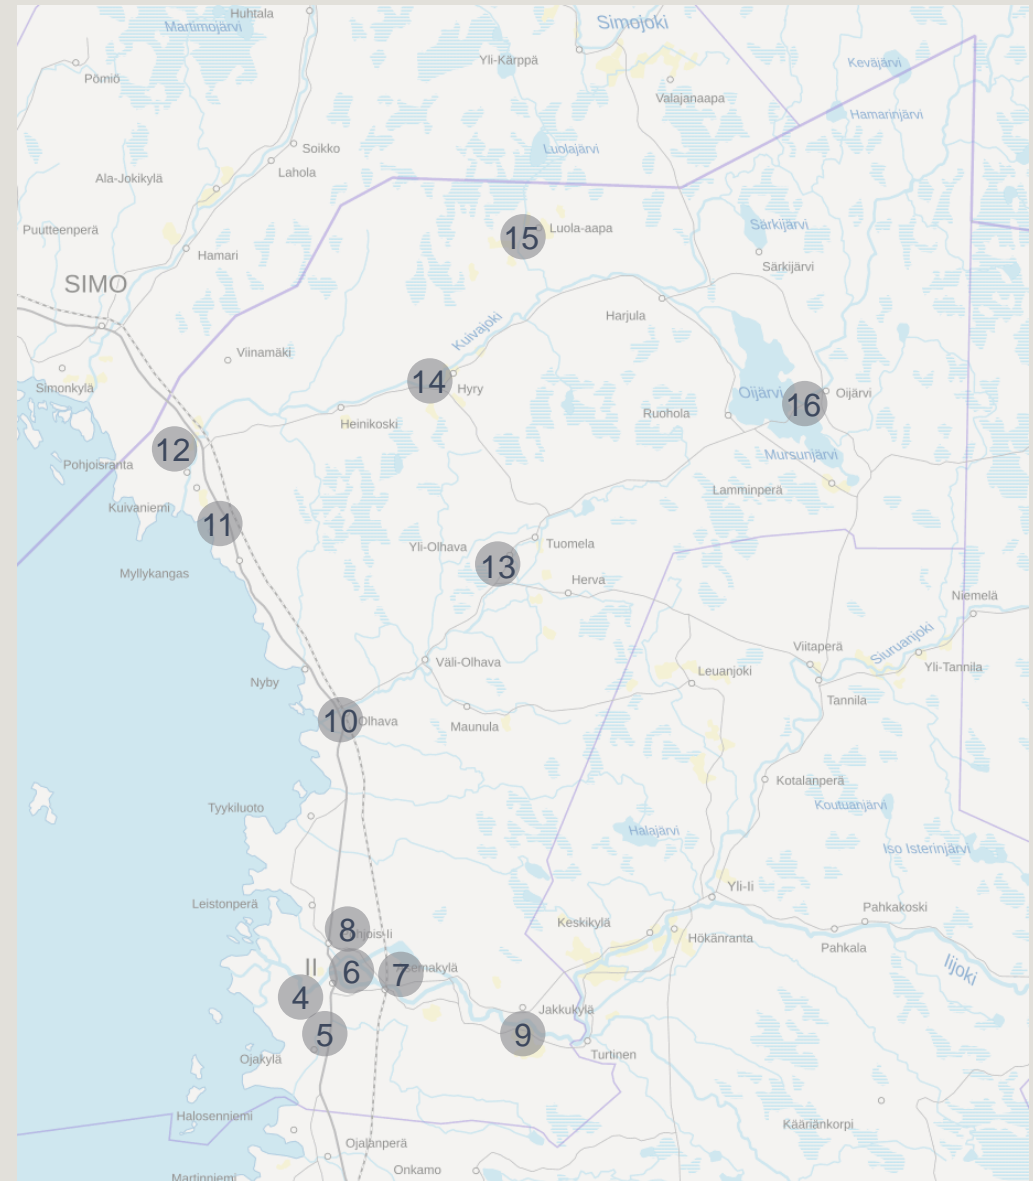 Huhtala
Martimojärvi
Simojoki
Yli-Kärppä
Keväjärvi
Pömiö
Valajanaapa
Hamarinjärvi
Soikko
Luolajärvi
Lahola
Ala-Jokikylä
Särkijärvi
Puutteenperä
Luola-aapa
15
Hamari
Särkijärvi
SIMO
Harjula
Kuivajoki
Viinamäki
Simonkylä
14
Hyry
Oijärvi
16
Oijärvi
Ruohola
Heinikoski
12
Pohjoisranta
Mursunjärvi
Lamminperä
Kuivaniemi
11
Yli-Olhava
Tuomela
13
Myllykangas
Herva
Niemelä
Siuruanjoki
Viitaperä
Väli-Olhava
Leuanjoki
Yli-Tannila
Nyby
Tannila
10
Olhava
Maunula
Kotalanperä
Tyykiluoto
Koutuanjärvi
Halajärvi
Iso Isterinjärvi
Yli-Ii
Leistonperä
Pahkakoski
Keskikylä
8
Hökänranta
Pahkala
II
6
7
Iijoki
4
Jakkukylä
5
9
Ojakylä
Turtinen
Halosenniemi
Kääriänkorpi
Ojalanperä
Onkamo
Martinniemi